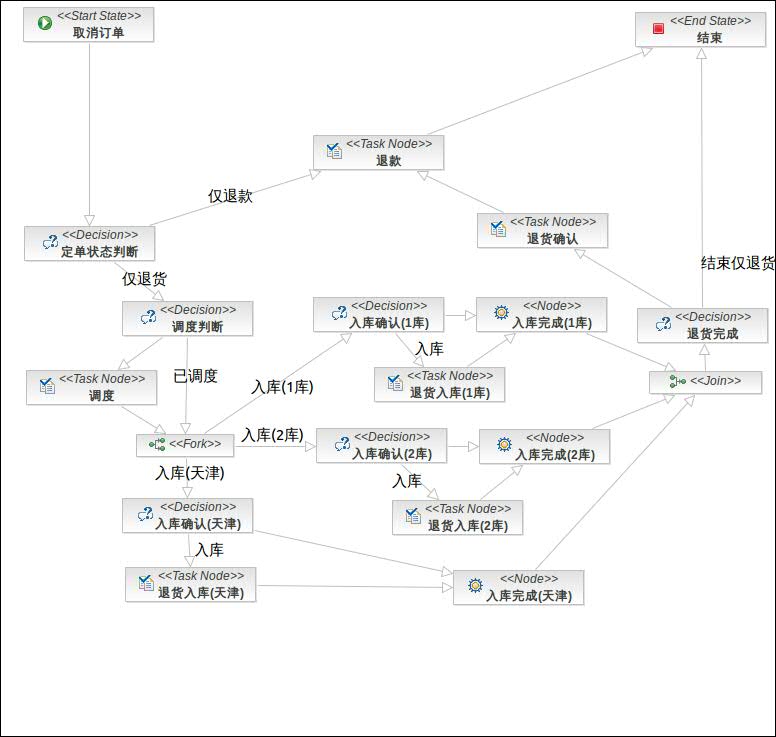 <<Start State>>
取消订单
<<End State>>
结束
<<Task Node>>
退款
仅退款
<<Task Node>>
退货确认
<<Decision>>
定单状态判断
结束仅退货
仅退货
<<Decision>>
调度判断
<<Decision>>
入库确认(1库)
<<Node>>
入库完成(1库)
<<Decision>>
退货完成
入库
<<Task Node>>
调度
已调度
入库(1库)
<<Task Node>>
退货入库(1库)
<<Join>>
<<Fork>>
入库(2库)
<<Decision>>
入库确认(2库)
<<Node>>
入库完成(2库)
入库(天津)
入库
<<Decision>>
入库确认(天津)
<<Task Node>>
退货入库(2库)
入库
<<Task Node>>
退货入库(天津)
<<Node>>
入库完成(天津)